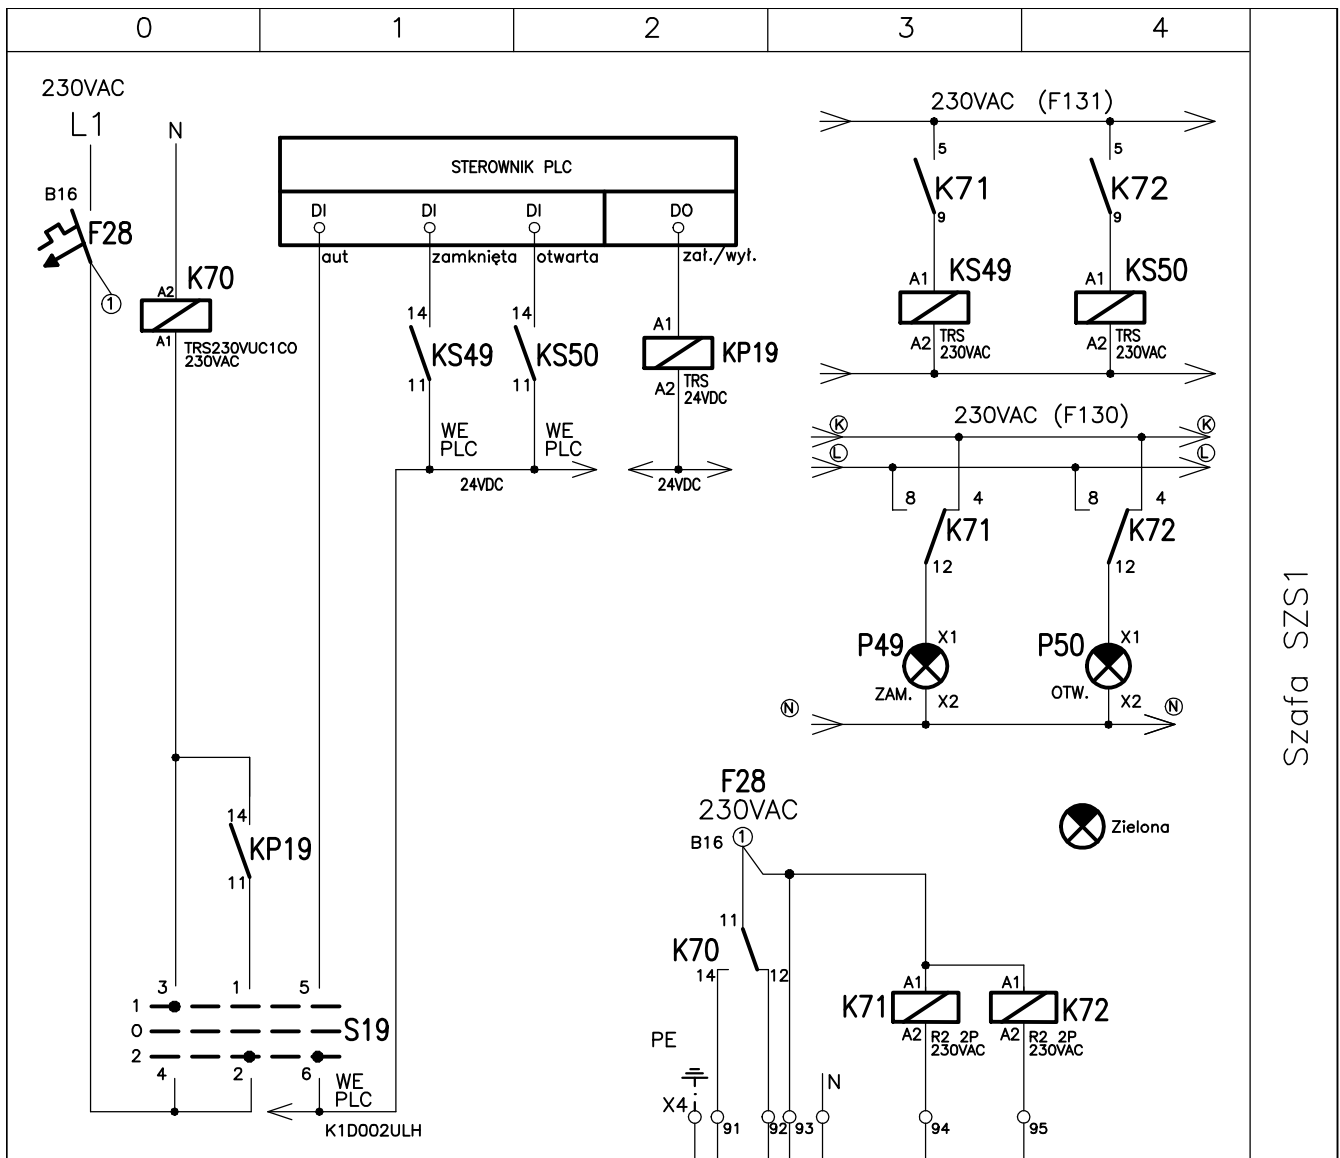 0 1 2 3 4
230VAC
L1
N
B16
F28
1
K70
A2
A1
TRS230VUC1CO
230VAC
STEROWNIK PLC
DI DI DI DO
aut zamknięta otwarta zał./wył.
14 14 A1
KS49 KS50 KP19
11 11 A2 TRS
24VDC
WE
PLC
WE
PLC
24VDC 24VDC
230VAC (F131)
5 5
K71 K72
9 9
A1 KS49 A1 KS50
A2 TRS
230VAC
A2 TRS
230VAC
230VAC (F130)
K K
L L
8 4 8 4
K71 K72
12 12
P49 X1 P50 X1
ZAM. X2 OTW. X2
N N
Zielona
Szafa SZS1
14
KP19
11
3 1 5
1
0 S19
2
4 2 6
WE
PLC
K1D002ULH
F28
230VAC
B16 1
11
K70
14 12
A1 A1
K71 K72
A2 R2 2P
230VAC
A2 R2 2P
230VAC
PE
N
X4
91 92 93 94 95